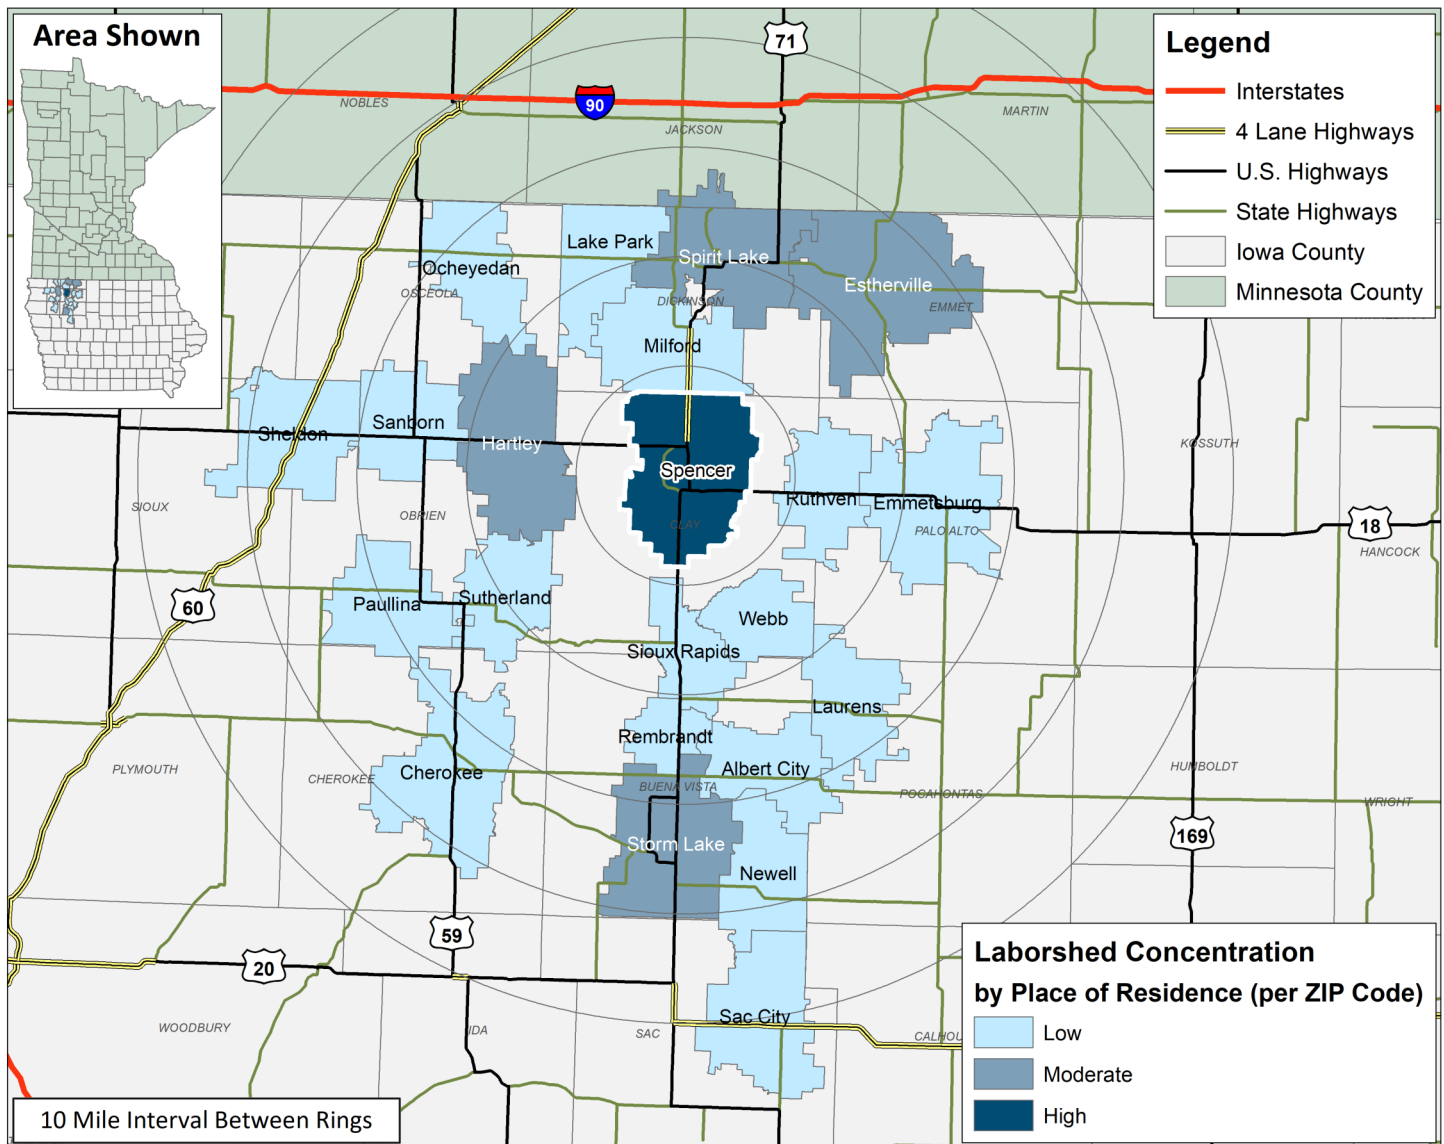 Area Shown
71
Legend
Interstates
4 Lane Highways
U.S. Highways
State Highways
Iowa County
Minnesota County
90
NOBLES
JACKSON
MARTIN
Lake Park
Spirit Lake
Ocheyedan
Estherville
OSCEOLA
DICKINSON
EMMET
Milford
Sanborn
Sheldon
Hartley
KOSSUTH
Spencer
Ruthven
Emmetsburg
SIOUX
OBRIEN
CLAY
PALO ALTO
18
HANCOCK
60
Paullina
Sutherland
Webb
Sioux Rapids
Laurens
Rembrandt
PLYMOUTH
CHEROKEE
Cherokee
Albert City
HUMBOLDT
BUENA VISTA
POCAHONTAS
WRIGHT
169
Storm Lake
Newell
59
20
Laborshed Concentration
by Place of Residence (per ZIP Code)
Low
Moderate
High
Sac City
WOODBURY
IDA
SAC
CALHOU
10 Mile Interval Between Rings